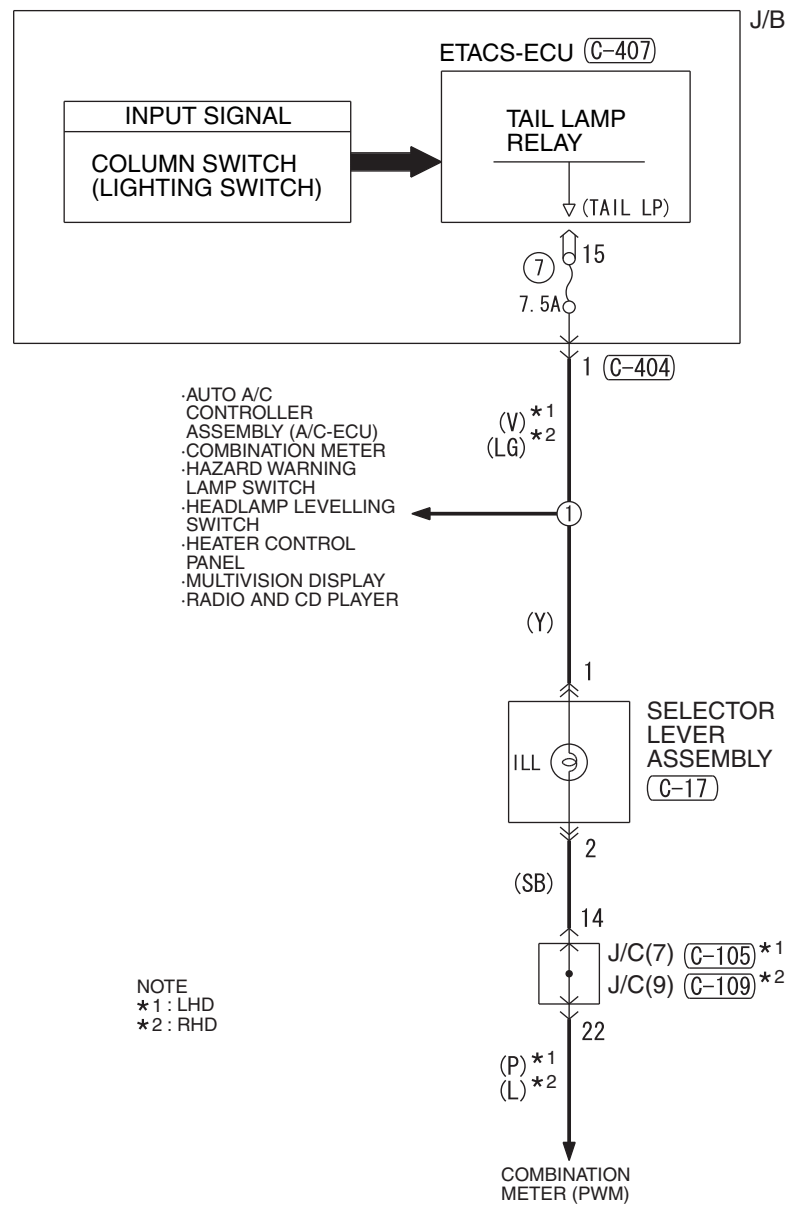 J/B
ETACS-ECU (C-407)
INPUT SIGNAL
COLUMN SWITCH
(LIGHTING SWITCH)
TAIL LAMP
RELAY
(TAIL LP)
15
7
7.5A
1 (C-404)
·AUTO A/C
CONTROLLER
ASSEMBLY (A/C-ECU)
·COMBINATION METER
·HAZARD WARNING
LAMP SWITCH
·HEADLAMP LEVELLING
SWITCH
·HEATER CONTROL
PANEL
·MULTIVISION DISPLAY
·RADIO AND CD PLAYER
(V)*1
(LG)*2
1
(Y)
1
SELECTOR
LEVER
ASSEMBLY
(C-17)
ILL
2
(SB)
14
J/C(7) (C-105)*1
J/C(9) (C-109)*2
22
NOTE
*1 : LHD
*2 : RHD
(P)*1
(L)*2
COMBINATION
METER (PWM)